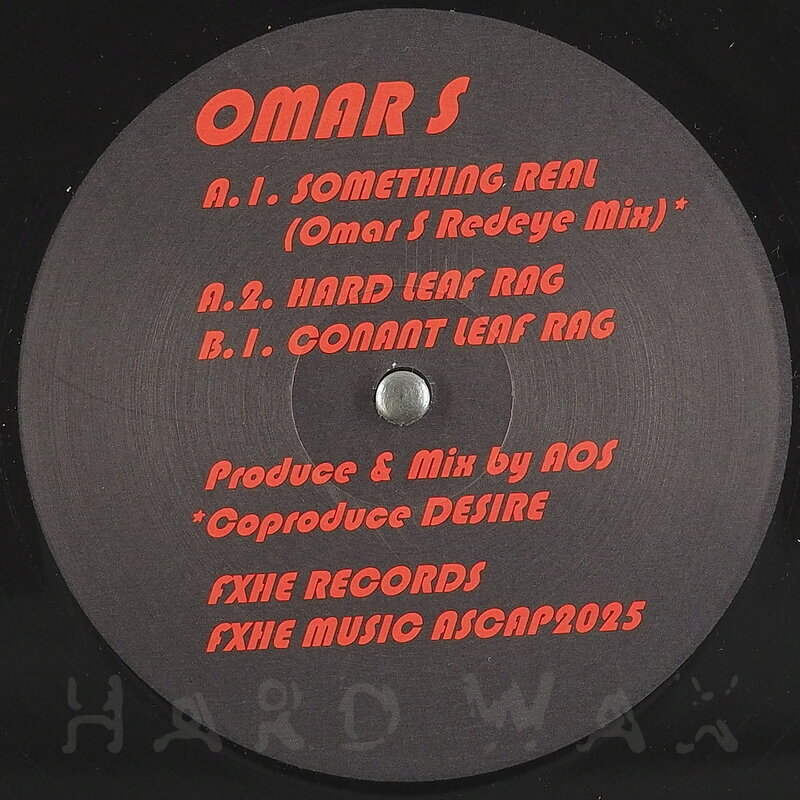 OMAR S
A.1. SOMETHING REAL
(Omar S Redeye Mix)*
A.2. HARD LEAF RAG
B.1. CONANT LEAF RAG
Produce & Mix by AOS
*Coproduce DESIRE
FXHE RECORDS
FXHE MUSIC ASCAP2025
HARD WAX